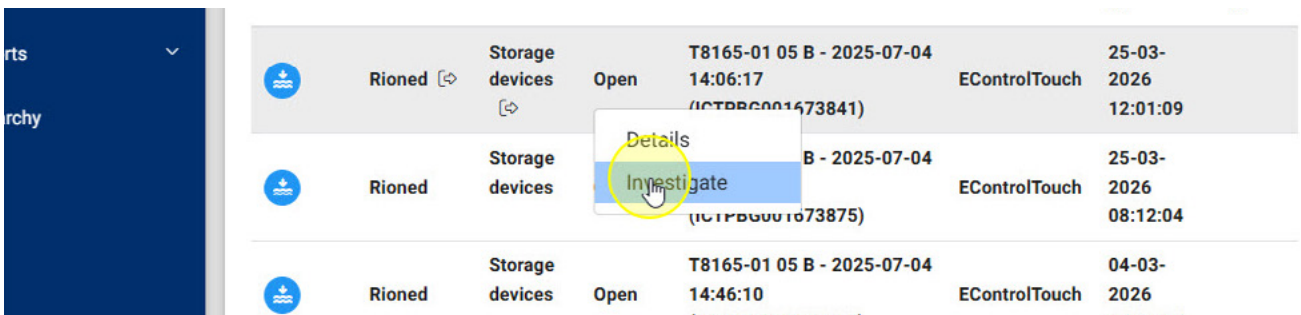 rts
archy
Rioned
Storage
devices
Open
T8165-01 05 B - 2025-07-04
14:06:17
(ICTPBG001673841)
EControlTouch
25-03-
2026
12:01:09
Details
Investigate
Rioned
Storage
devices
B - 2025-07-04
(ICTPBG001673875)
EControlTouch
25-03-
2026
08:12:04
Rioned
Storage
devices
Open
T8165-01 05 B - 2025-07-04
14:46:10
EControlTouch
04-03-
2026